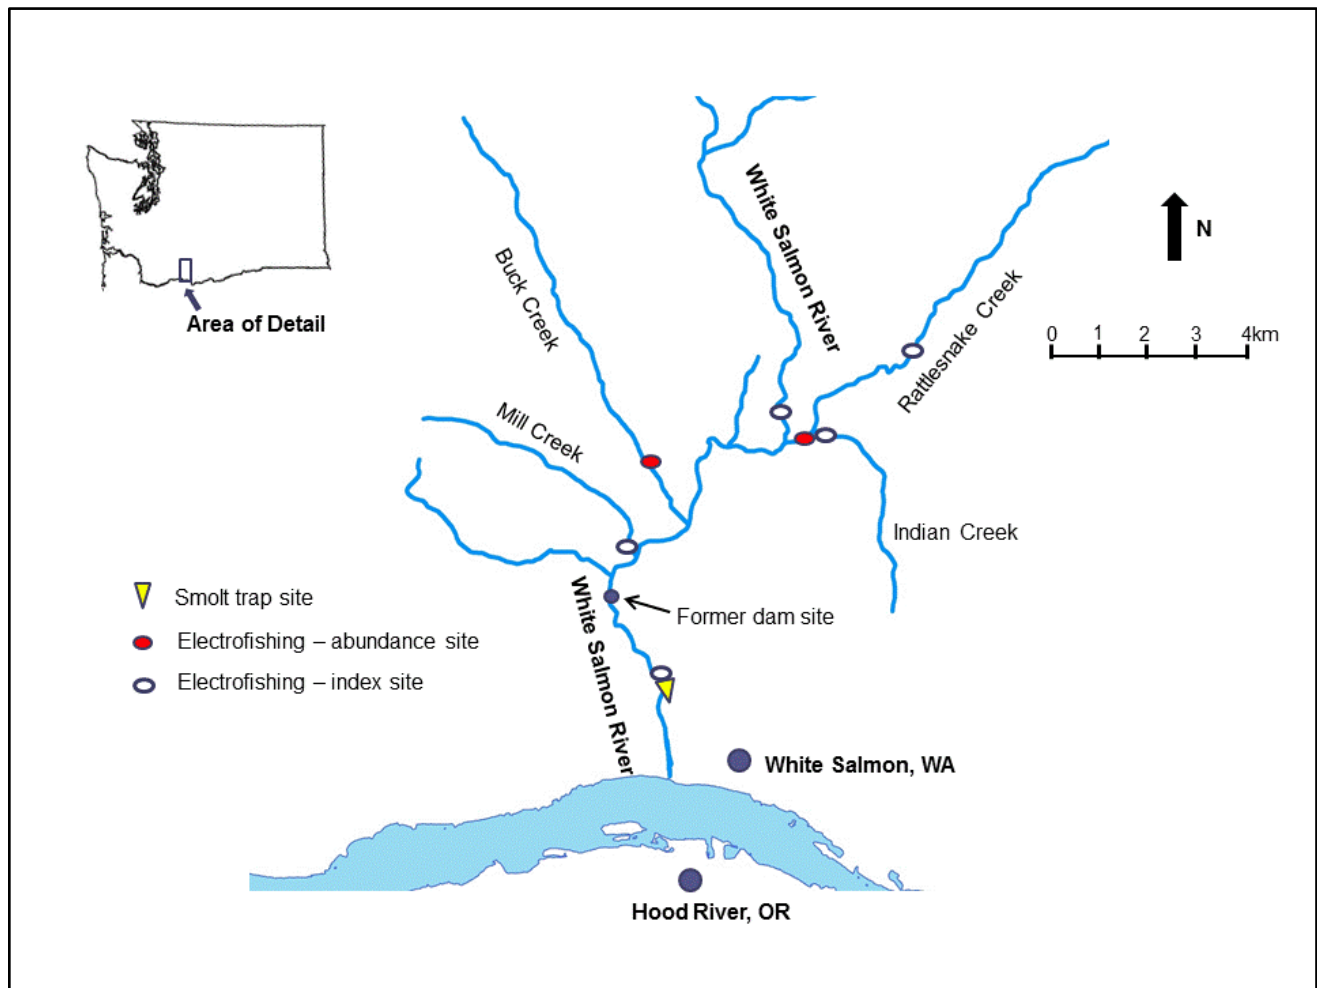 White Salmon River
N
Buck Creek
Rattlesnake Creek
0 1 2 3 4km
Area of Detail
Mill Creek
Indian Creek
Smolt trap site
Former dam site
Electrofishing – abundance site
Electrofishing – index site
White Salmon River
White Salmon, WA
Hood River, OR